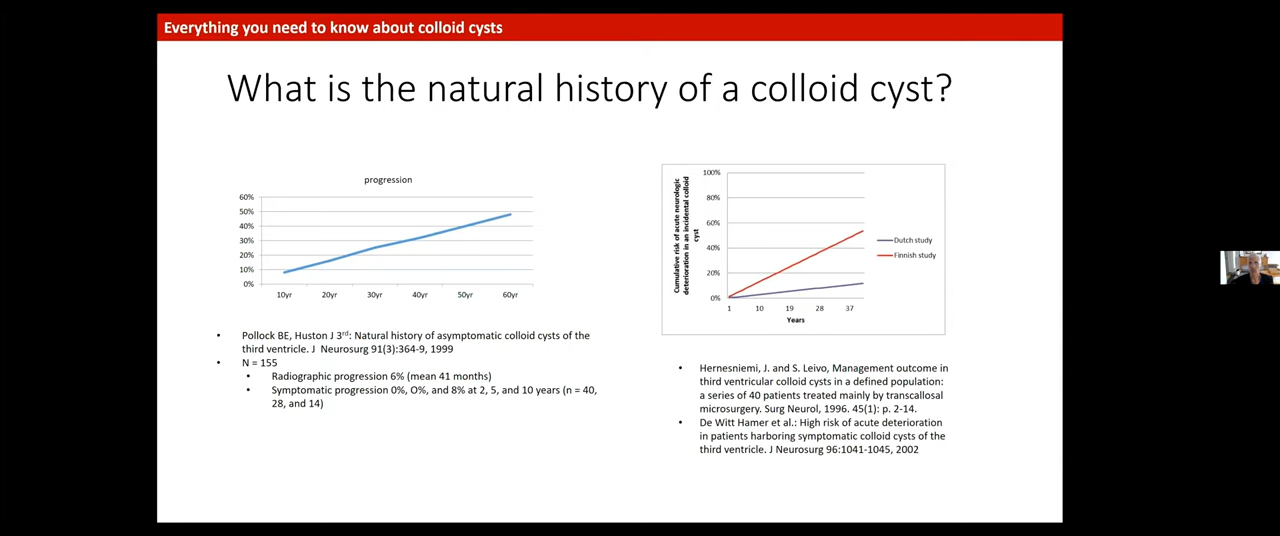 Everything you need to know about colloid cysts
What is the natural history of a colloid cyst?
progression
60%
50%
40%
30%
20%
10%
0%
10yr 20yr 30yr 40yr 50yr 60yr
• Pollock BE, Huston J 3rd: Natural history of asymptomatic colloid cysts of the
third ventricle. J Neurosurg 91(3):364-9, 1999
• N = 155
• Radiographic progression 6% (mean 41 months)
• Symptomatic progression 0%, O%, and 8% at 2, 5, and 10 years (n = 40,
28, and 14)
Cumulative risk of acute neurologic
deterioration in an incidental colloid
cyst
100%
80%
60%
40%
20%
0%
1 10 19 28 37
Years
Dutch study
Finnish study
• Hernesniemi, J. and S. Leivo, Management outcome in
third ventricular colloid cysts in a defined population:
a series of 40 patients treated mainly by transcallosal
microsurgery. Surg Neurol, 1996. 45(1): p. 2-14.
• De Witt Hamer et al.: High risk of acute deterioration
in patients harboring symptomatic colloid cysts of the
third ventricle. J Neurosurg 96:1041-1045, 2002